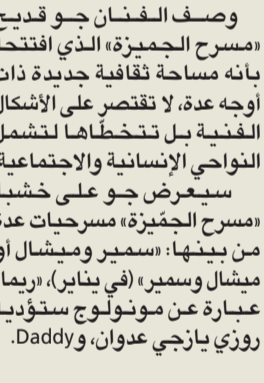 وصف الفنان جو قديح
«مسرح الجميزة» الذي افتتح
بأنه مساحة ثقافية جديدة ذات
أوجه عدة، لا تقتصر على الأشكال
الفنية بل تتخطّاها لتشمل
النواحي الإنسانية والاجتماعية
سيعرض جو على خشب
«مسرح الجمّيزة» مسرحيات عد
من بينها: «سمير وميشال أو
ميشال وسمير» (في يناير)، «ريما
عبارة عن مونولوج ستؤدي
روزي يازجي عدوان، وDaddy.